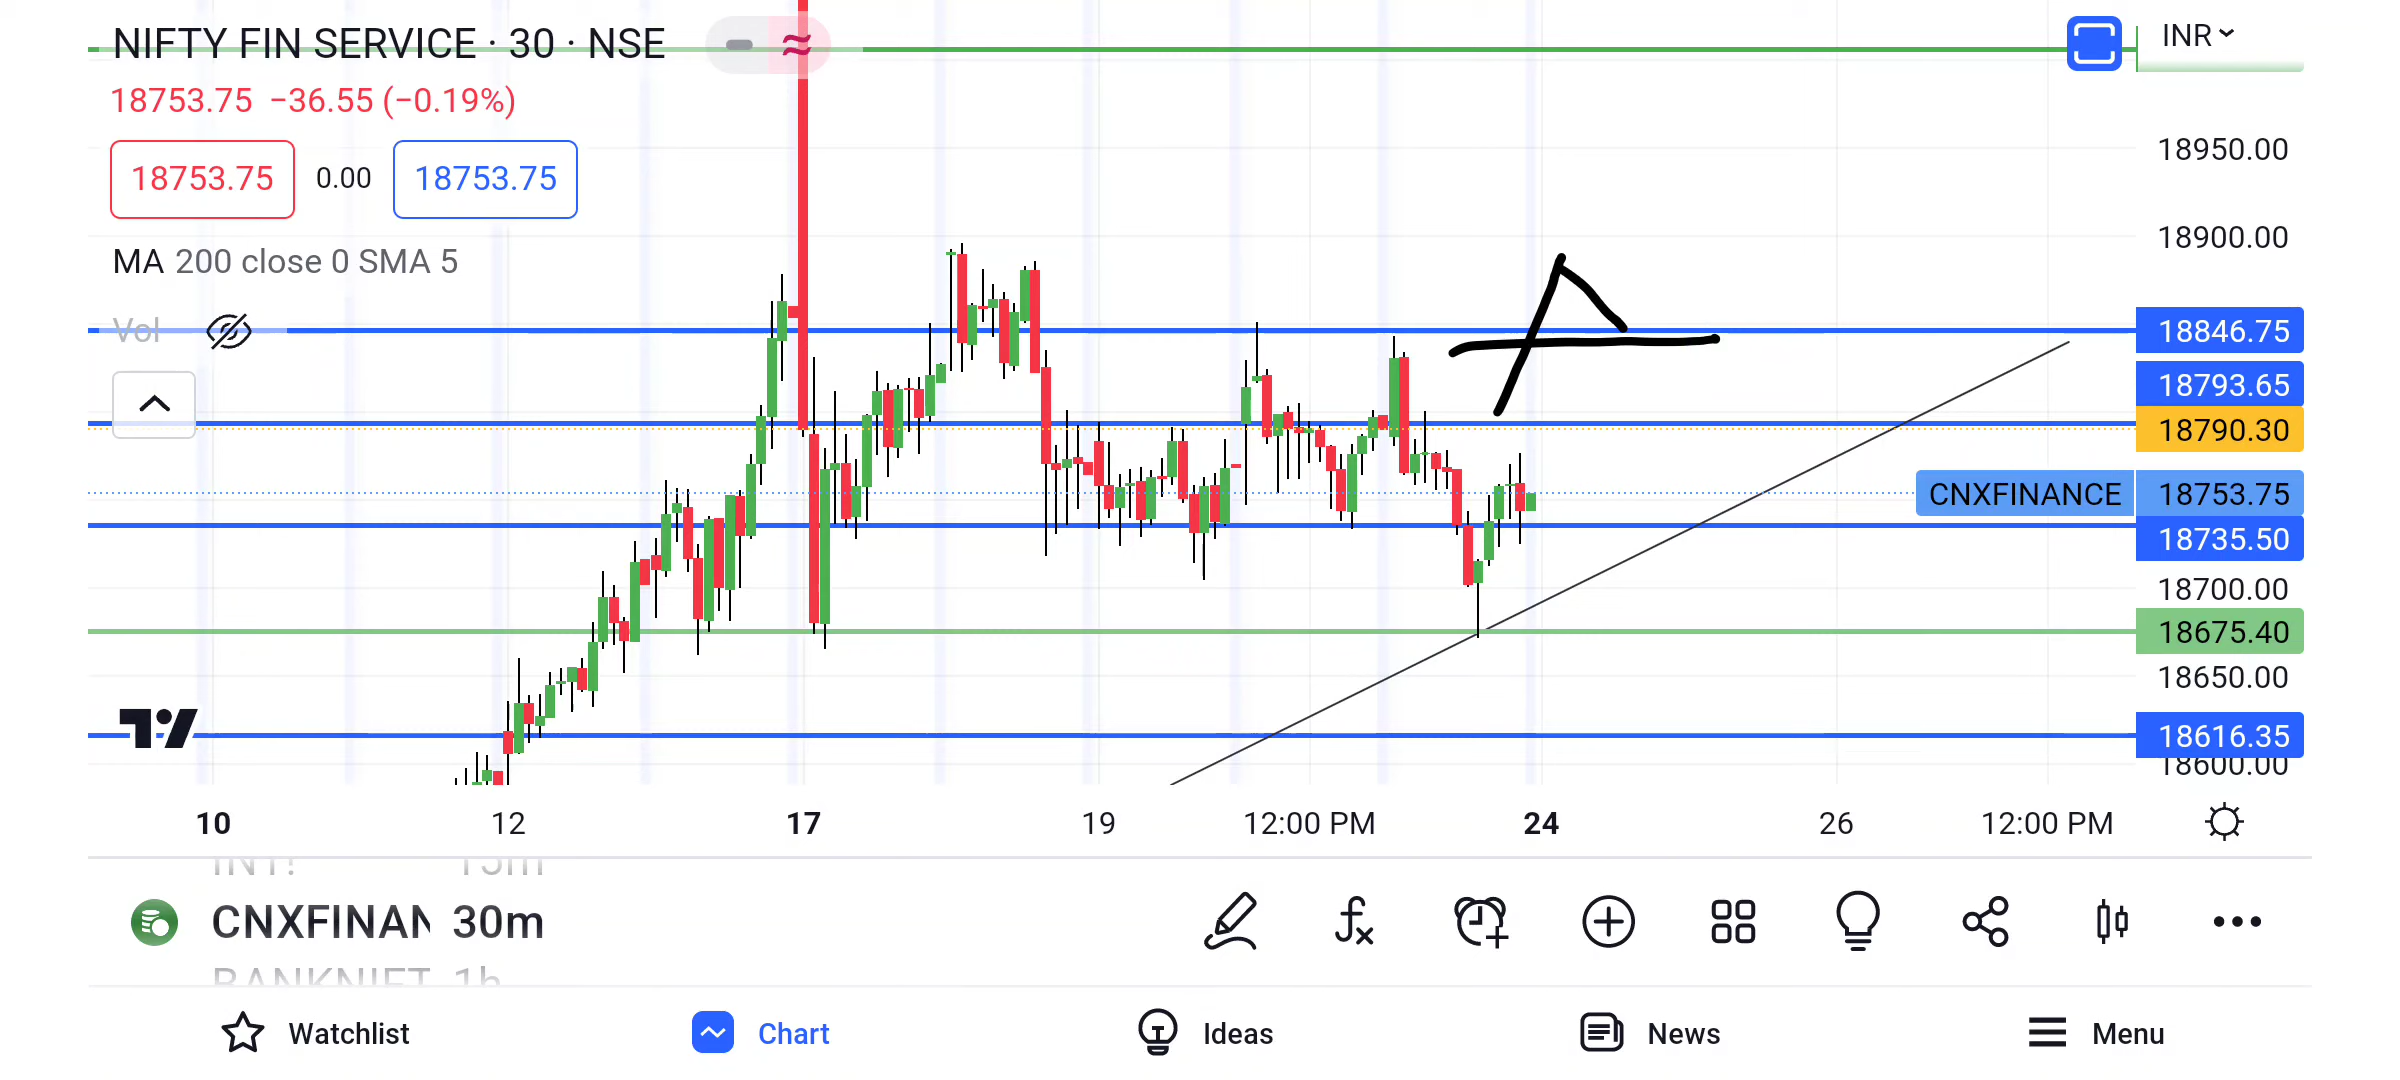 NIFTY FIN SERVICE · 30 · NSE
INR
18753.75 −36.55 (−0.19%)
18753.75 0.00 18753.75
MA 200 close 0 SMA 5
Vol
18950.00
18900.00
18846.75
18793.65
18790.30
CNXFINANCE 18753.75
18735.50
18700.00
18675.40
18650.00
18616.35
18600.00
10 12 17 19 12:00 PM 24 26 12:00 PM
15m
CNXFINAN 30m
BANKNIFT 1h
Watchlist Chart Ideas News Menu